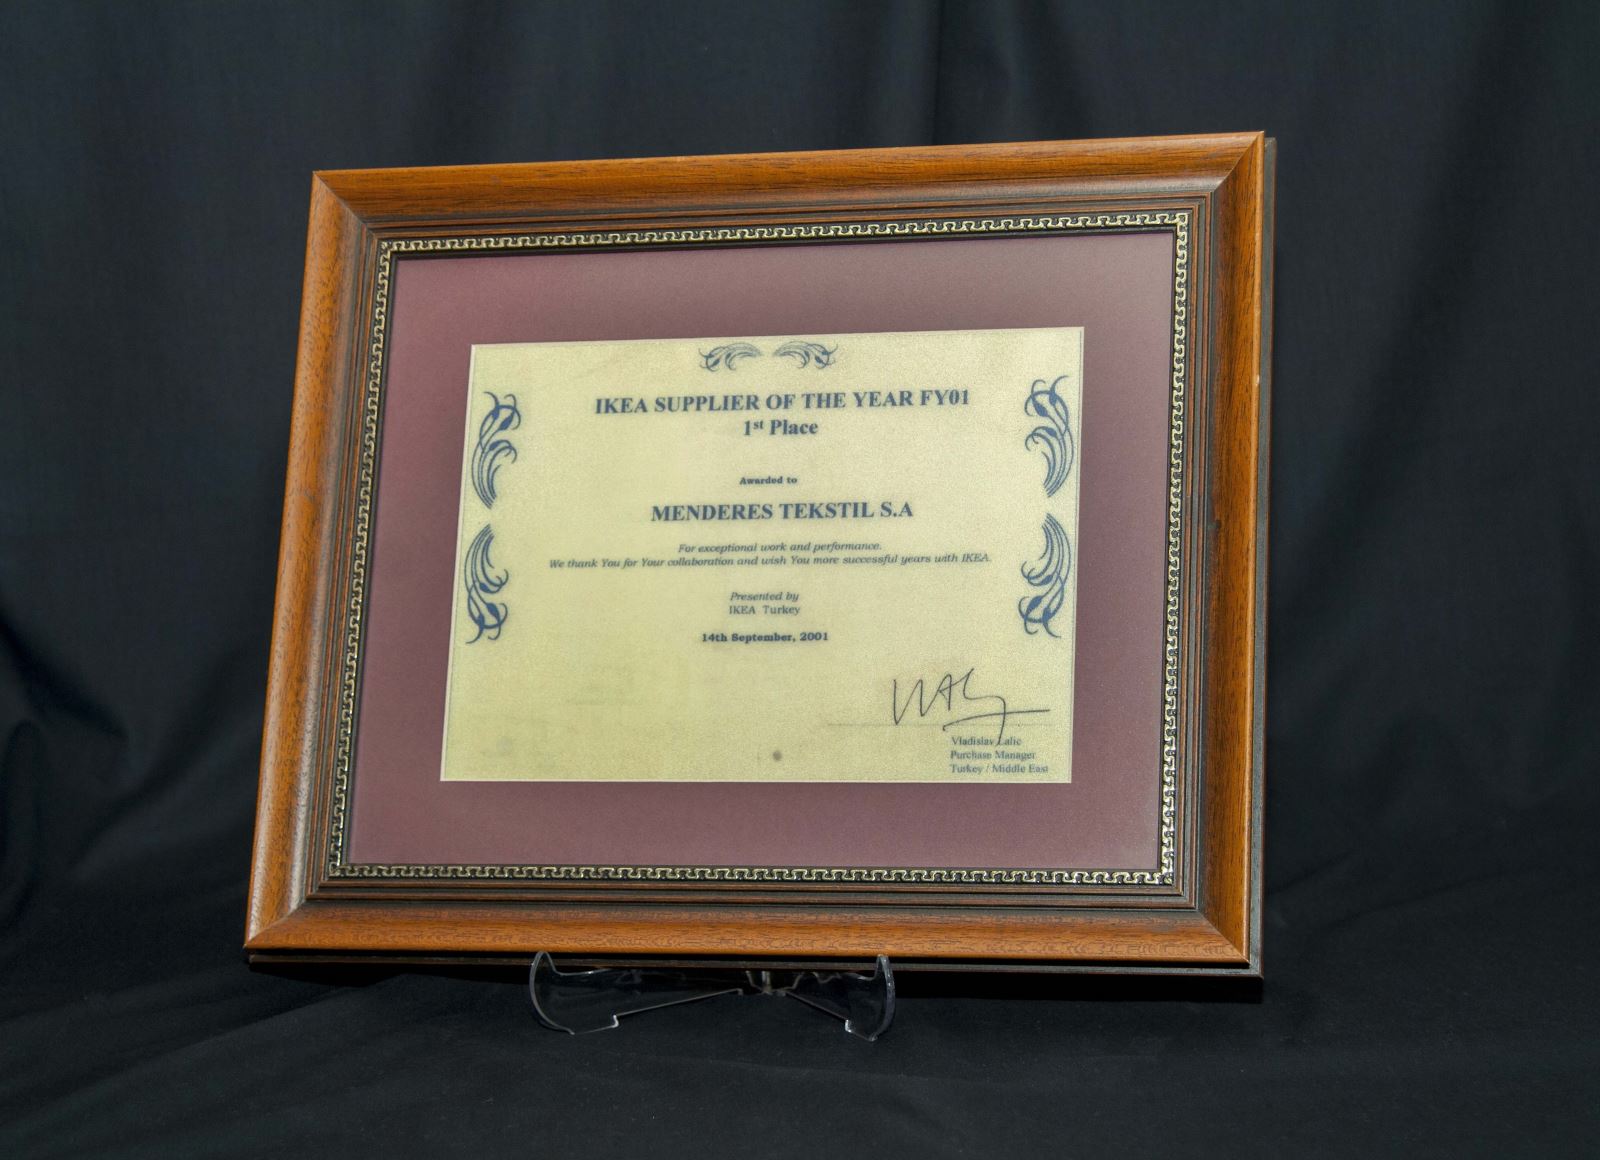 IKEA SUPPLIER OF THE YEAR FY01
1st Place
Awarded to
MENDERES TEKSTIL S.A
For exceptional work and performance.
We thank You for Your collaboration and wish You more successful years with IKEA.
Presented by
IKEA Turkey
14th September, 2001
Vladislav Lalic
Purchase Manager
Turkey / Middle East